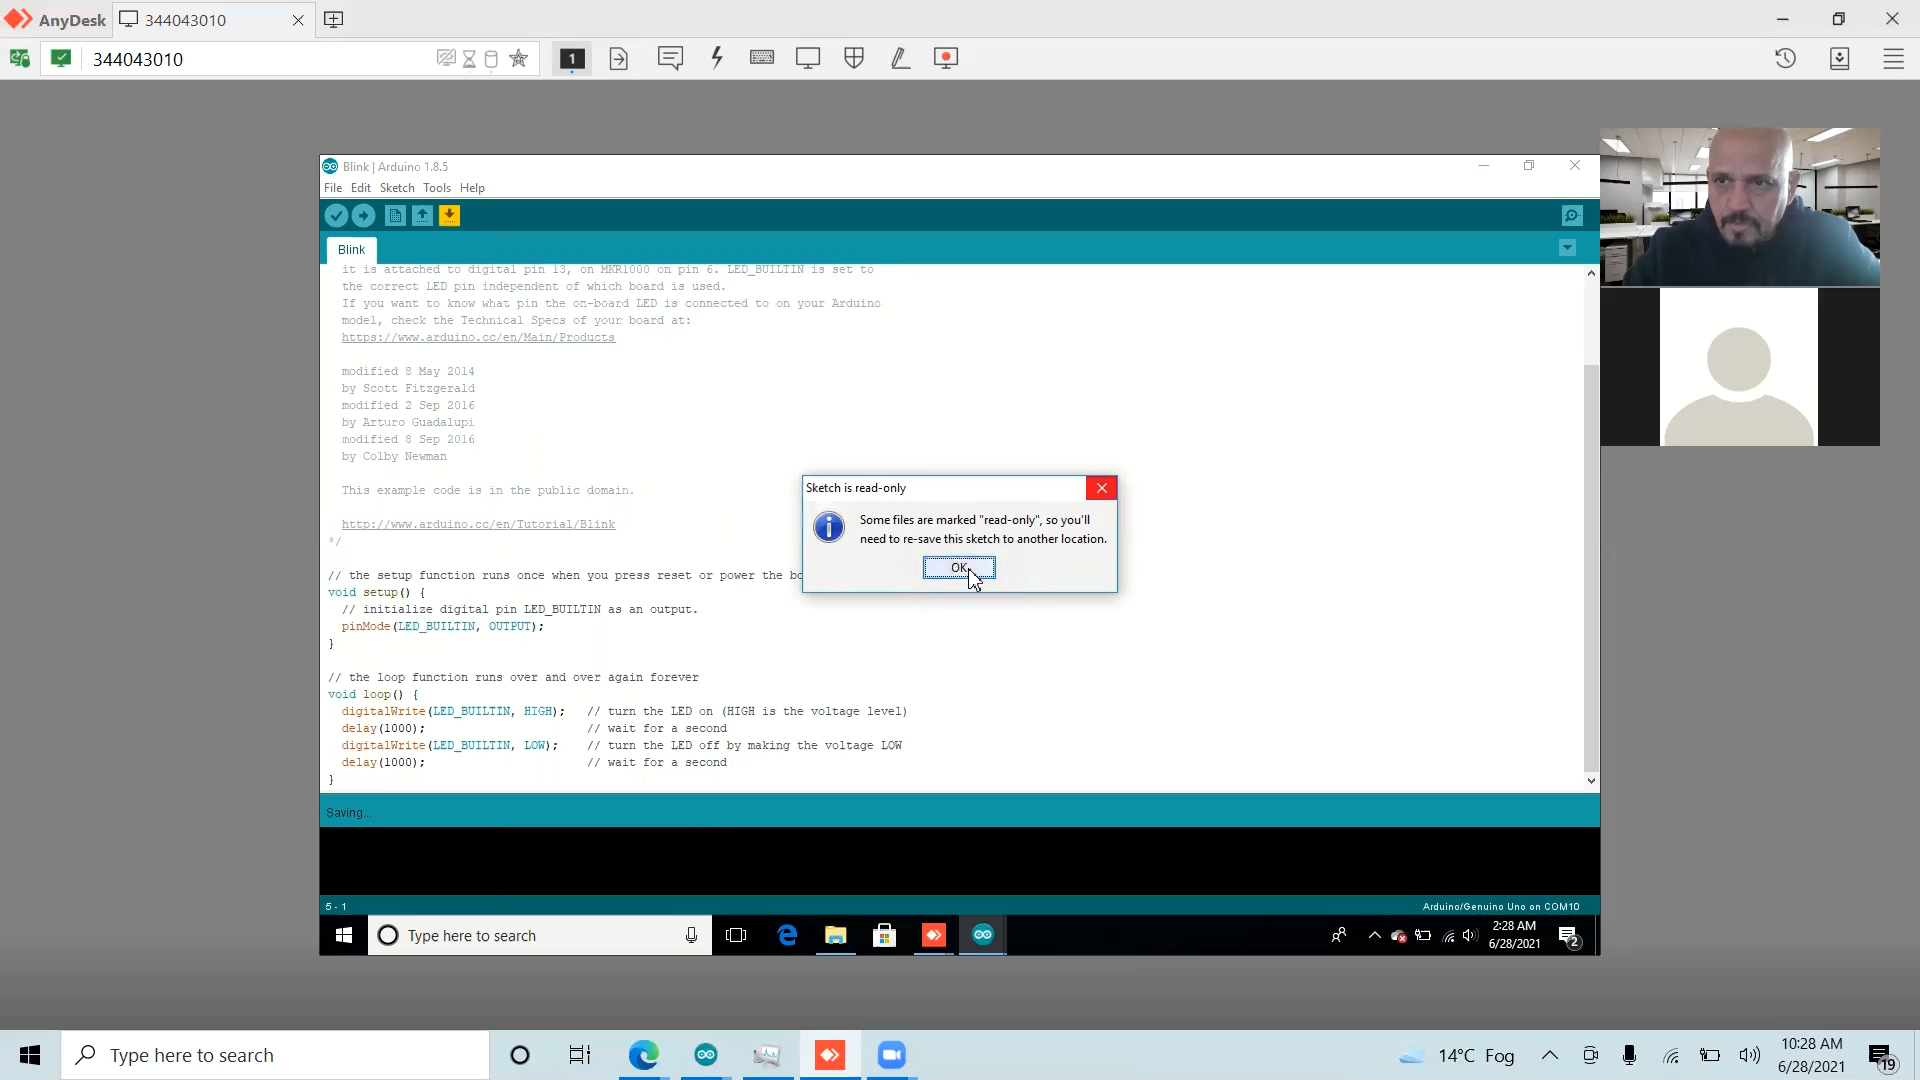 AnyDesk
344043010
344043010
1
Blink | Arduino 1.8.5
File Edit Sketch Tools Help
Blink
it is attached to digital pin 13, on MKR1000 on pin 6. LED_BUILTIN is set to
the correct LED pin independent of which board is used.
If you want to know what pin the on-board LED is connected to on your Arduino
model, check the Technical Specs of your board at:
https://www.arduino.cc/en/Main/Products
modified 8 May 2014
by Scott Fitzgerald
modified 2 Sep 2016
by Arturo Guadalupi
modified 8 Sep 2016
by Colby Newman
This example code is in the public domain.
http://www.arduino.cc/en/Tutorial/Blink
*/
// the setup function runs once when you press reset or power the bo
void setup() {
// initialize digital pin LED_BUILTIN as an output.
pinMode(LED_BUILTIN, OUTPUT);
}
// the loop function runs over and over again forever
void loop() {
digitalWrite(LED_BUILTIN, HIGH); // turn the LED on (HIGH is the voltage level)
delay(1000); // wait for a second
digitalWrite(LED_BUILTIN, LOW); // turn the LED off by making the voltage LOW
delay(1000); // wait for a second
}
Sketch is read-only
Some files are marked "read-only", so you'll
need to re-save this sketch to another location.
OK
Saving...
5 - 1
Arduino/Genuino Uno on COM10
Type here to search
2:28 AM
6/28/2021
2
Type here to search
14°C Fog
10:28 AM
6/28/2021
19